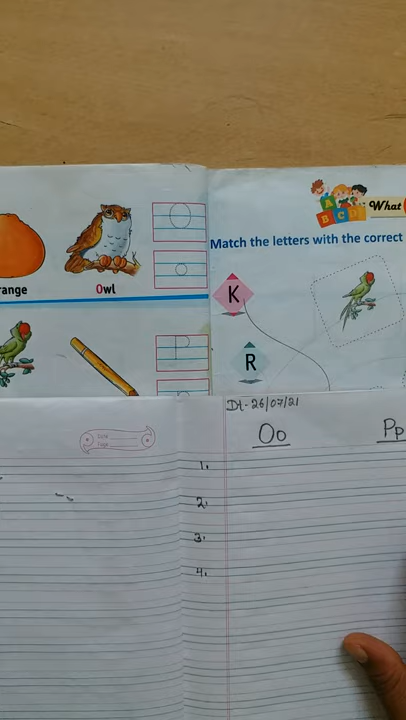 A B C D
What
Match the letters with the correct
range
Owl
O
o
P
K
R
Dt-26/07/21
Oo
Pp
1.
2.
3.
4.